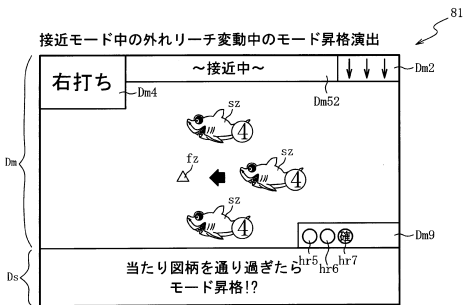 81
接近モード中の外れリーチ変動中のモード昇格演出
右打ち
～接近中～
↓ ↓ ↓
Dm2
Dm4
Dm52
sz
④
Dm
fz
sz
④
sz
④
確
Dm9
hr5
hr6
hr7
Ds
当たり図柄を通り過ぎたら
モード昇格!?